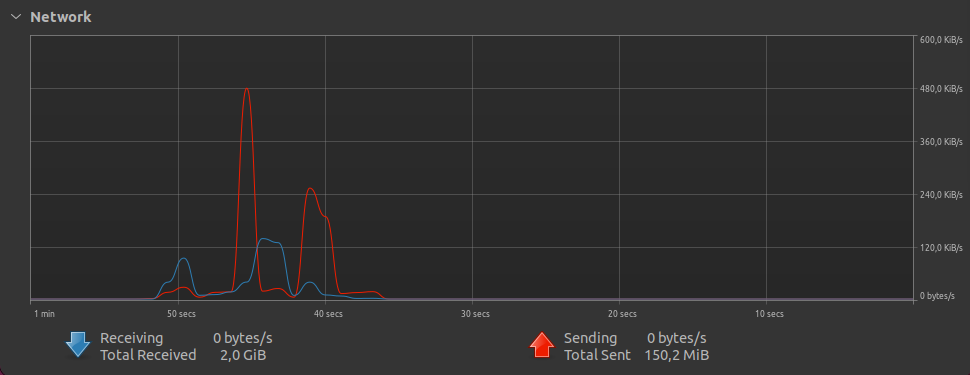 Network
600,0 KiB/s
480,0 KiB/s
360,0 KiB/s
240,0 KiB/s
120,0 KiB/s
0 bytes/s
1 min 50 secs 40 secs 30 secs 20 secs 10 secs
Receiving 0 bytes/s Sending 0 bytes/s
Total Received 2,0 GiB Total Sent 150,2 MiB